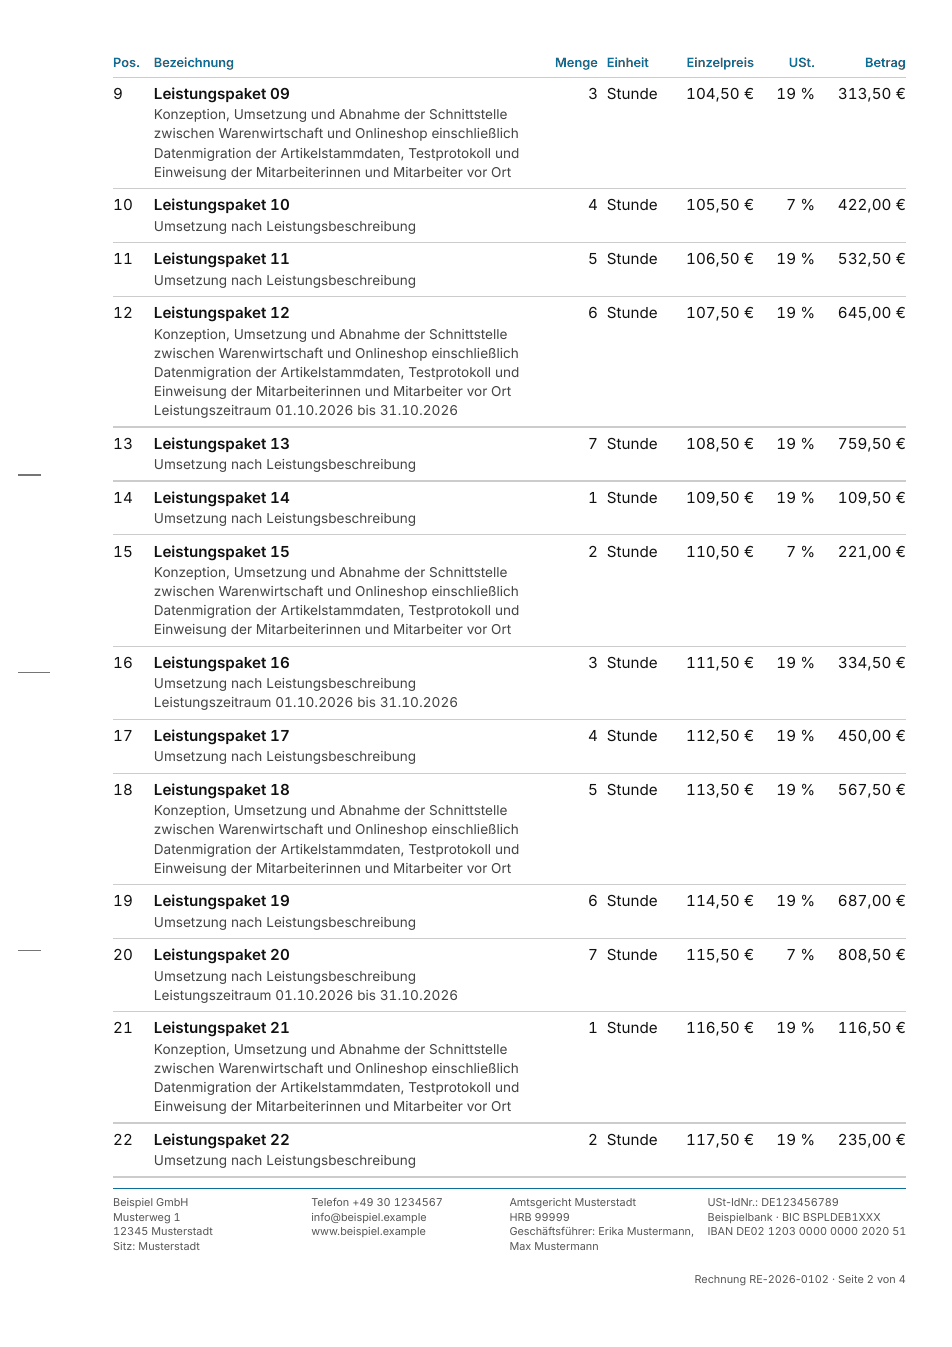 Pos. Bezeichnung Menge Einheit Einzelpreis USt. Betrag
9 Leistungspaket 09 3 Stunde 104,50 € 19 % 313,50 €
Konzeption, Umsetzung und Abnahme der Schnittstelle
zwischen Warenwirtschaft und Onlineshop einschließlich
Datenmigration der Artikelstammdaten, Testprotokoll und
Einweisung der Mitarbeiterinnen und Mitarbeiter vor Ort
10 Leistungspaket 10 4 Stunde 105,50 € 7 % 422,00 €
Umsetzung nach Leistungsbeschreibung
11 Leistungspaket 11 5 Stunde 106,50 € 19 % 532,50 €
Umsetzung nach Leistungsbeschreibung
12 Leistungspaket 12 6 Stunde 107,50 € 19 % 645,00 €
Konzeption, Umsetzung und Abnahme der Schnittstelle
zwischen Warenwirtschaft und Onlineshop einschließlich
Datenmigration der Artikelstammdaten, Testprotokoll und
Einweisung der Mitarbeiterinnen und Mitarbeiter vor Ort
Leistungszeitraum 01.10.2026 bis 31.10.2026
13 Leistungspaket 13 7 Stunde 108,50 € 19 % 759,50 €
Umsetzung nach Leistungsbeschreibung
14 Leistungspaket 14 1 Stunde 109,50 € 19 % 109,50 €
Umsetzung nach Leistungsbeschreibung
15 Leistungspaket 15 2 Stunde 110,50 € 7 % 221,00 €
Konzeption, Umsetzung und Abnahme der Schnittstelle
zwischen Warenwirtschaft und Onlineshop einschließlich
Datenmigration der Artikelstammdaten, Testprotokoll und
Einweisung der Mitarbeiterinnen und Mitarbeiter vor Ort
16 Leistungspaket 16 3 Stunde 111,50 € 19 % 334,50 €
Umsetzung nach Leistungsbeschreibung
Leistungszeitraum 01.10.2026 bis 31.10.2026
17 Leistungspaket 17 4 Stunde 112,50 € 19 % 450,00 €
Umsetzung nach Leistungsbeschreibung
18 Leistungspaket 18 5 Stunde 113,50 € 19 % 567,50 €
Konzeption, Umsetzung und Abnahme der Schnittstelle
zwischen Warenwirtschaft und Onlineshop einschließlich
Datenmigration der Artikelstammdaten, Testprotokoll und
Einweisung der Mitarbeiterinnen und Mitarbeiter vor Ort
19 Leistungspaket 19 6 Stunde 114,50 € 19 % 687,00 €
Umsetzung nach Leistungsbeschreibung
20 Leistungspaket 20 7 Stunde 115,50 € 7 % 808,50 €
Umsetzung nach Leistungsbeschreibung
Leistungszeitraum 01.10.2026 bis 31.10.2026
21 Leistungspaket 21 1 Stunde 116,50 € 19 % 116,50 €
Konzeption, Umsetzung und Abnahme der Schnittstelle
zwischen Warenwirtschaft und Onlineshop einschließlich
Datenmigration der Artikelstammdaten, Testprotokoll und
Einweisung der Mitarbeiterinnen und Mitarbeiter vor Ort
22 Leistungspaket 22 2 Stunde 117,50 € 19 % 235,00 €
Umsetzung nach Leistungsbeschreibung
Beispiel GmbH
Musterweg 1
12345 Musterstadt
Sitz: Musterstadt
Telefon +49 30 1234567
info@beispiel.example
www.beispiel.example
Amtsgericht Musterstadt
HRB 99999
Geschäftsführer: Erika Mustermann,
Max Mustermann
USt-IdNr.: DE123456789
Beispielbank · BIC BSPLDEB1XXX
IBAN DE02 1203 0000 0000 2020 51
Rechnung RE-2026-0102 · Seite 2 von 4